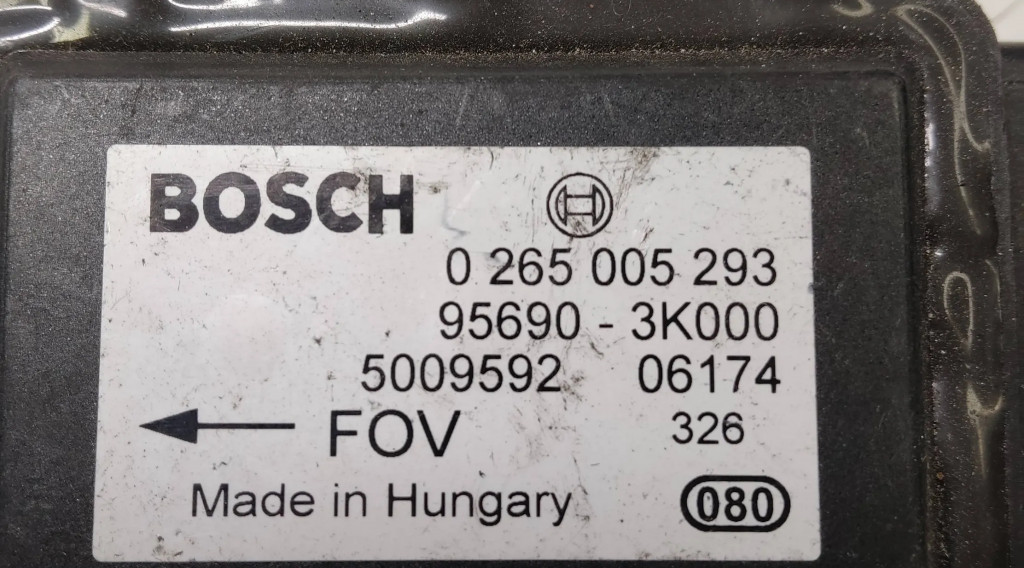 BOSCH
0 265 005 293
95690 - 3K000
5009592 06174
FOV 326
Made in Hungary 080